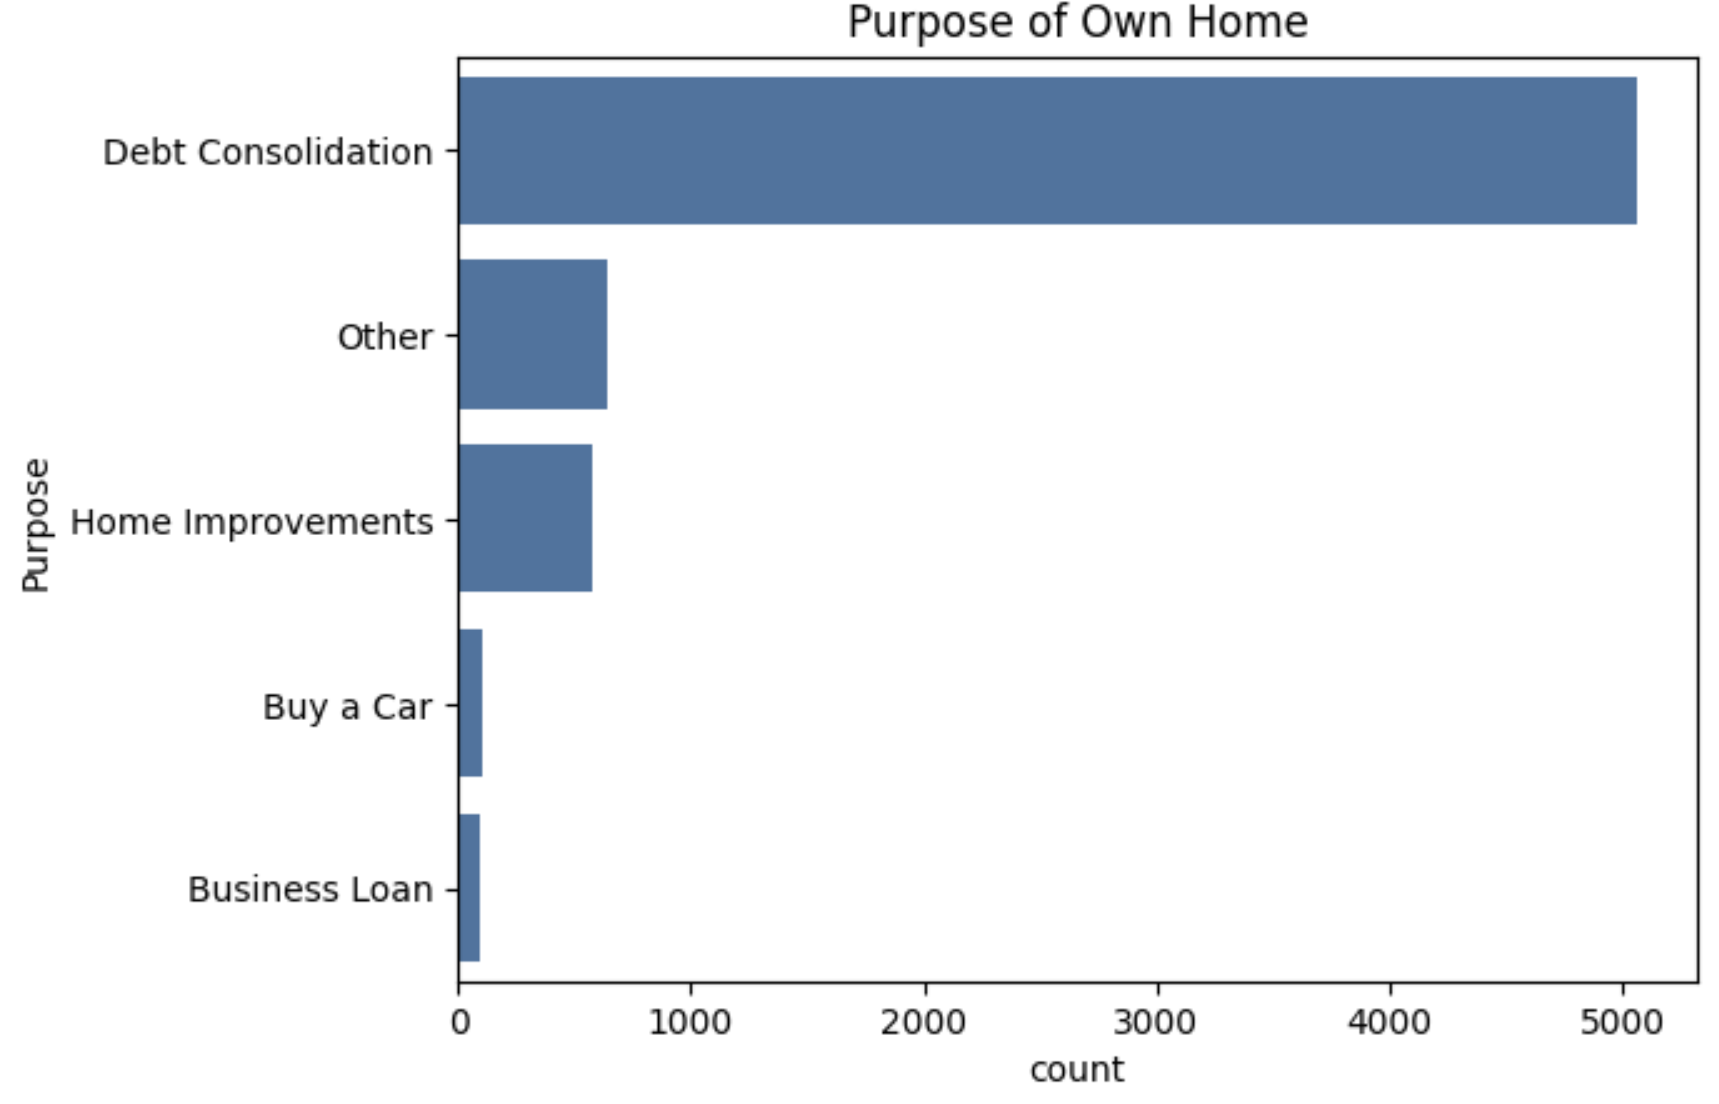 Purpose of Own Home
Debt Consolidation
Other
Home Improvements
Buy a Car
Business Loan
Purpose
0 1000 2000 3000 4000 5000
count